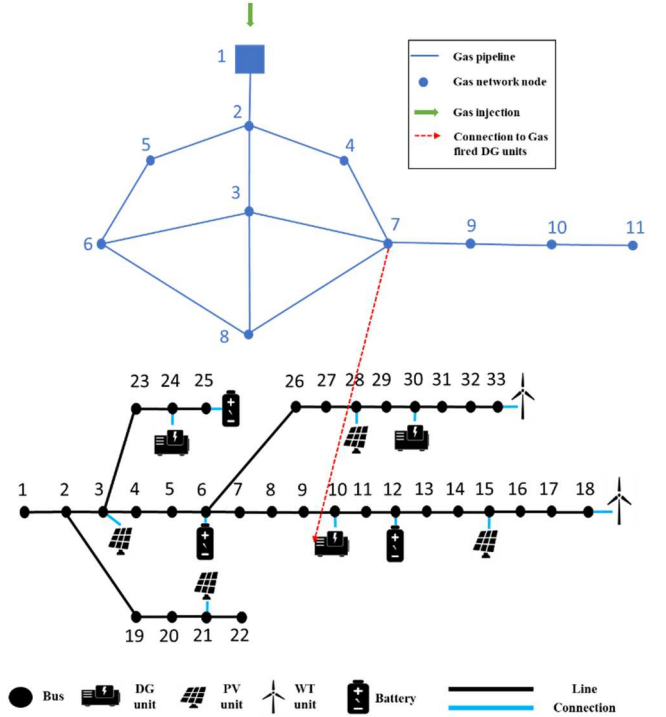 1
Gas pipeline
Gas network node
Gas injection
Connection to Gas
fired DG units
2
5
4
3
7
9
10
11
6
8
23
24
25
26
27
28
29
30
31
32
33
1
2
3
4
5
6
7
8
9
10
11
12
13
14
15
16
17
18
19
20
21
22
Bus
DG
unit
PV
unit
WT
unit
Battery
Line
Connection